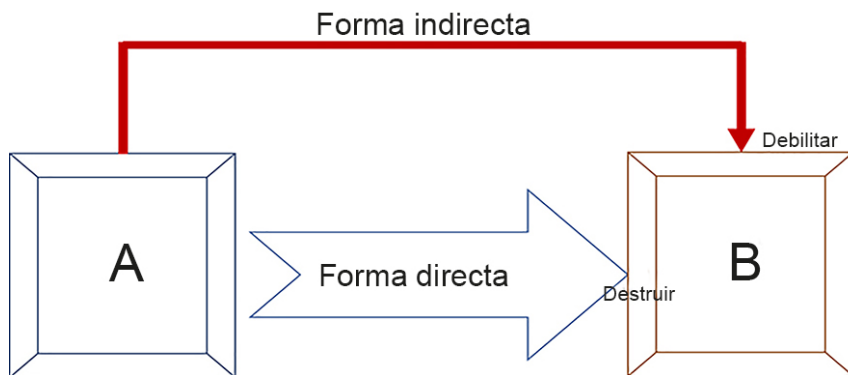 Forma indirecta
Debilitar
A
Forma directa
Destruir
B